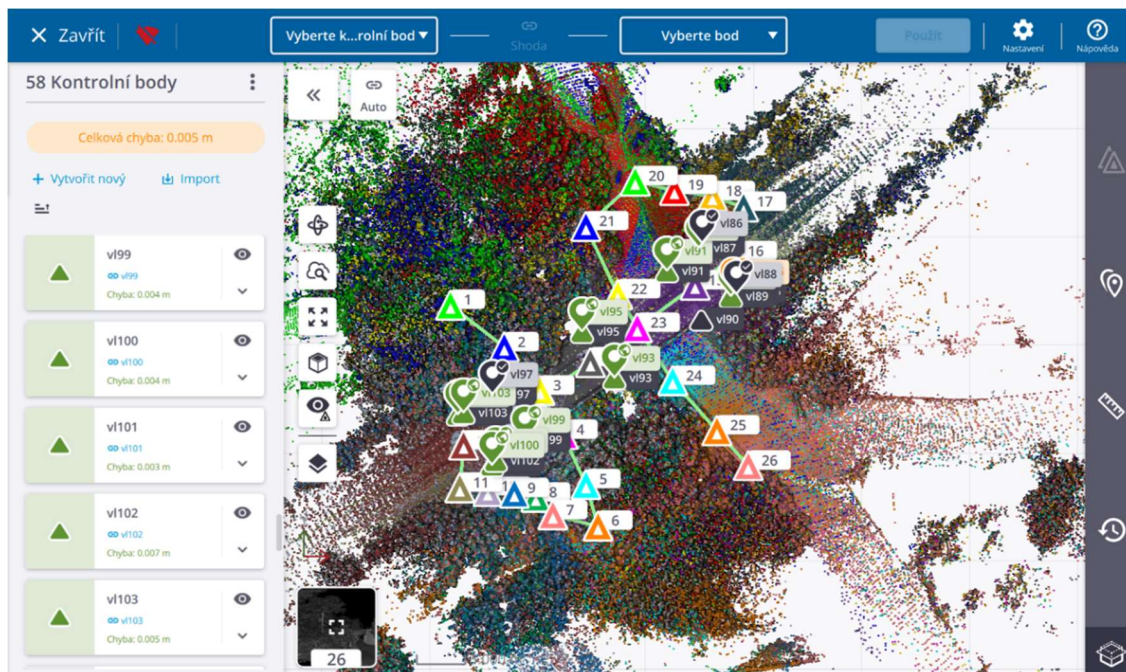 Zavřít
Vyberte k...rolní bod
Shoda
Vyberte bod
Použít
Nastavení
Nápověda
58 Kontrolní body
Celková chyba: 0.005 m
Vytvořit nový
Import
vl99
vl99
Chyba: 0.004 m
vl100
vl100
Chyba: 0.004 m
vl101
vl101
Chyba: 0.003 m
vl102
vl102
Chyba: 0.007 m
vl103
vl103
Chyba: 0.005 m
Auto
20
19
18
17
21
vl86
vl87
vl91
16
vl91
vl88
22
vl89
1
vl95
23
vl90
vl95
2
vl93
vl97
24
vl93
3
97
vl103
vl103
vl99
25
4
99
vl100
vl102
26
5
11
1
9
8
7
6
26